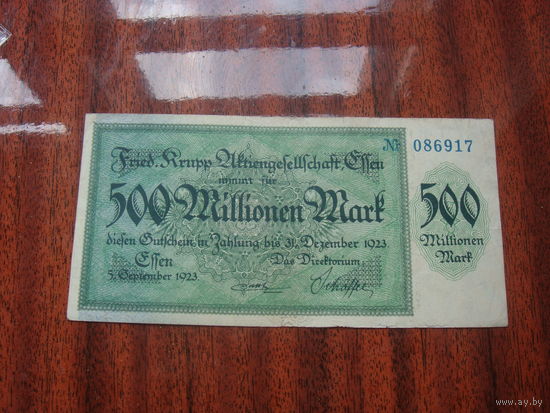 № 086917
Fried. Krupp Aktiengesellschaft, Essen
nimmt für
500 Millionen Mark
diesen Gutschein in Zahlung bis 31. Dezember 1923
Essen
5. September 1923.
Das Direktorium:
500
Millionen
Mark
www.ay.by